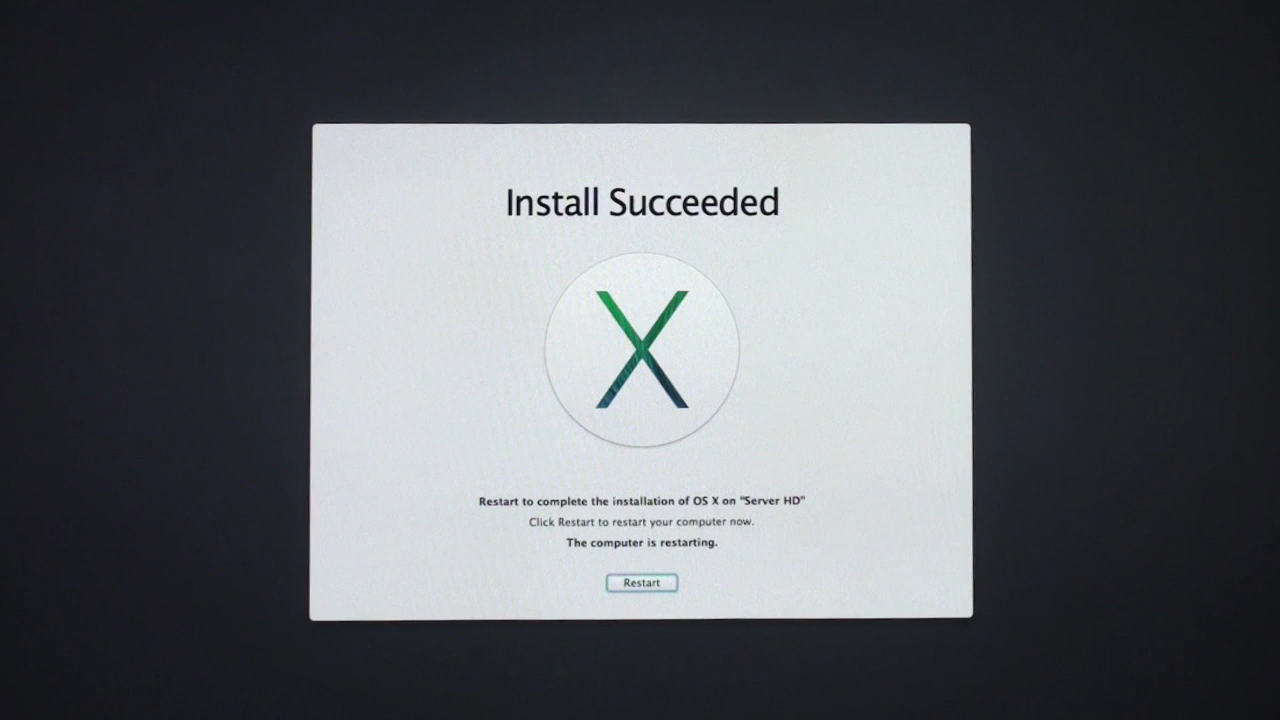 Install Succeeded
X
Restart to complete the installation of OS X on "Server HD"
Click Restart to restart your computer now.
The computer is restarting.
Restart